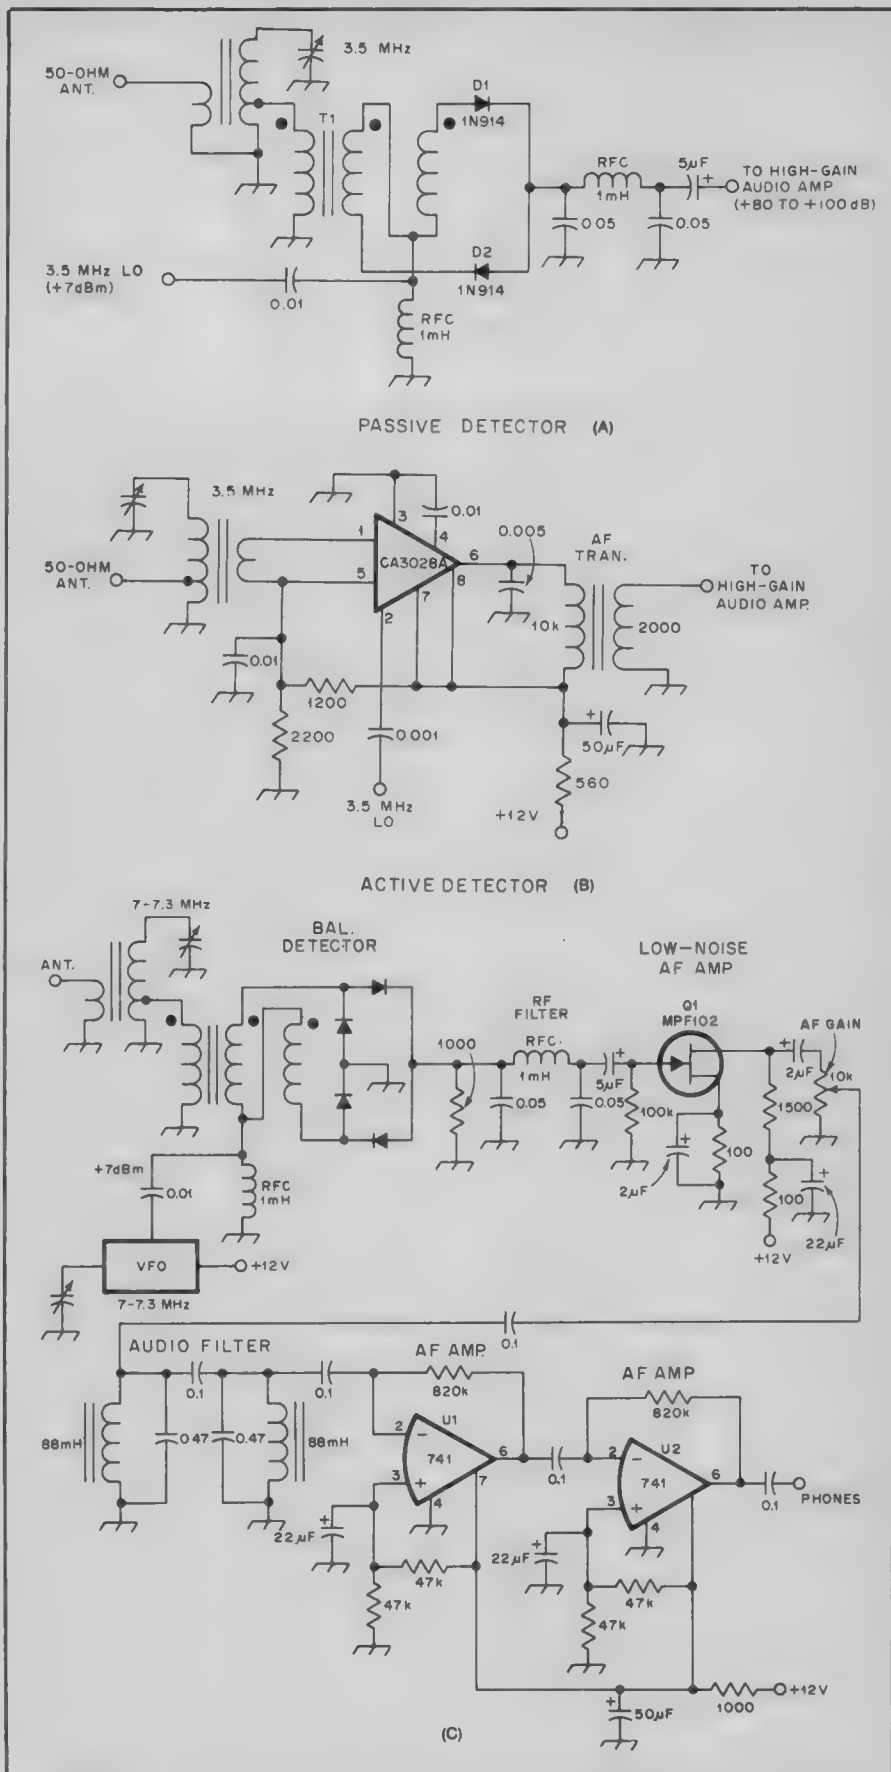 3.5 MHz
50-OHM
ANT.
T1
D1
1N914
RFC
1mH
5µF
+
TO HIGH-GAIN
AUDIO AMP
(+80 TO +100 dB)
0.05
0.05
D2
1N914
3.5 MHz LO
(+7dBm)
0.01
RFC
1mH
PASSIVE DETECTOR (A)
3.5 MHz
50-OHM
ANT.
1
5
3
4
0.01
CA3028A
6
8
7
2
0.005
AF
TRAN.
10k
2000
TO
HIGH-GAIN
AUDIO AMP.
0.01
1200
2200
0.001
3.5 MHz
LO
+
50µF
560
+12V
ACTIVE DETECTOR (B)
7-7.3 MHz
ANT.
BAL.
DETECTOR
LOW-NOISE
AF AMP
RF
FILTER
RFC.
1mH
1000
0.05
0.05
5µF
+
100k
Q1
MPF102
+
2µF
100
+
2µF
AF GAIN
10k
1500
100
+
22µF
+12V
+7dBm
0.01
RFC
1mH
VFO
+12V
7-7.3 MHz
0.1
AUDIO FILTER
0.1
0.1
88mH
0.47
0.47
88mH
AF AMP
820k
2
-
U1
741
6
3
+
7
4
+
22µF
47k
47k
0.1
AF AMP
820k
2
-
U2
741
6
3
+
4
+
22µF
47k
47k
0.1
PHONES
+
50µF
1000
+12V
(C)